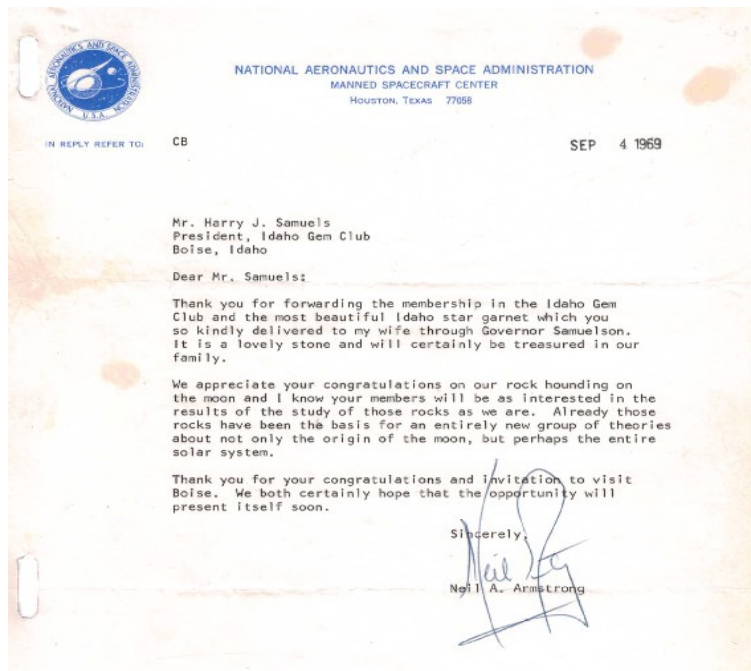 NATIONAL AERONAUTICS AND SPACE ADMINISTRATION
MANNED SPACECRAFT CENTER
HOUSTON, TEXAS 77058
NATIONAL AERONAUTICS AND SPACE ADMINISTRATION
U.S.A.
IN REPLY REFER TO: CB
SEP 4 1969
Mr. Harry J. Samuels
President, Idaho Gem Club
Boise, Idaho
Dear Mr. Samuels:
Thank you for forwarding the membership in the Idaho Gem
Club and the most beautiful Idaho star garnet which you
so kindly delivered to my wife through Governor Samuelson.
It is a lovely stone and will certainly be treasured in our
family.
We appreciate your congratulations on our rock hounding on
the moon and I know your members will be as interested in the
results of the study of those rocks as we are. Already those
rocks have been the basis for an entirely new group of theories
about not only the origin of the moon, but perhaps the entire
solar system.
Thank you for your congratulations and invitation to visit
Boise. We both certainly hope that the opportunity will
present itself soon.
Sincerely,
Neil
Neil A. Armstrong